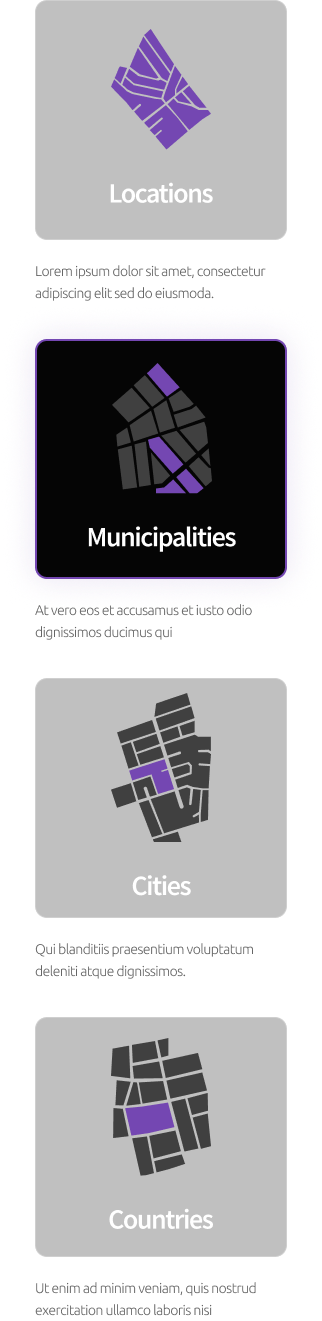 Locations
Lorem ipsum dolor sit amet, consectetur
adipiscing elit sed do eiusmoda.
Municipalities
At vero eos et accusamus et iusto odio
dignissimos ducimus qui
Cities
Qui blanditiis praesentium voluptatum
deleniti atque dignissimos.
Countries
Ut enim ad minim veniam, quis nostrud
exercitation ullamco laboris nisi